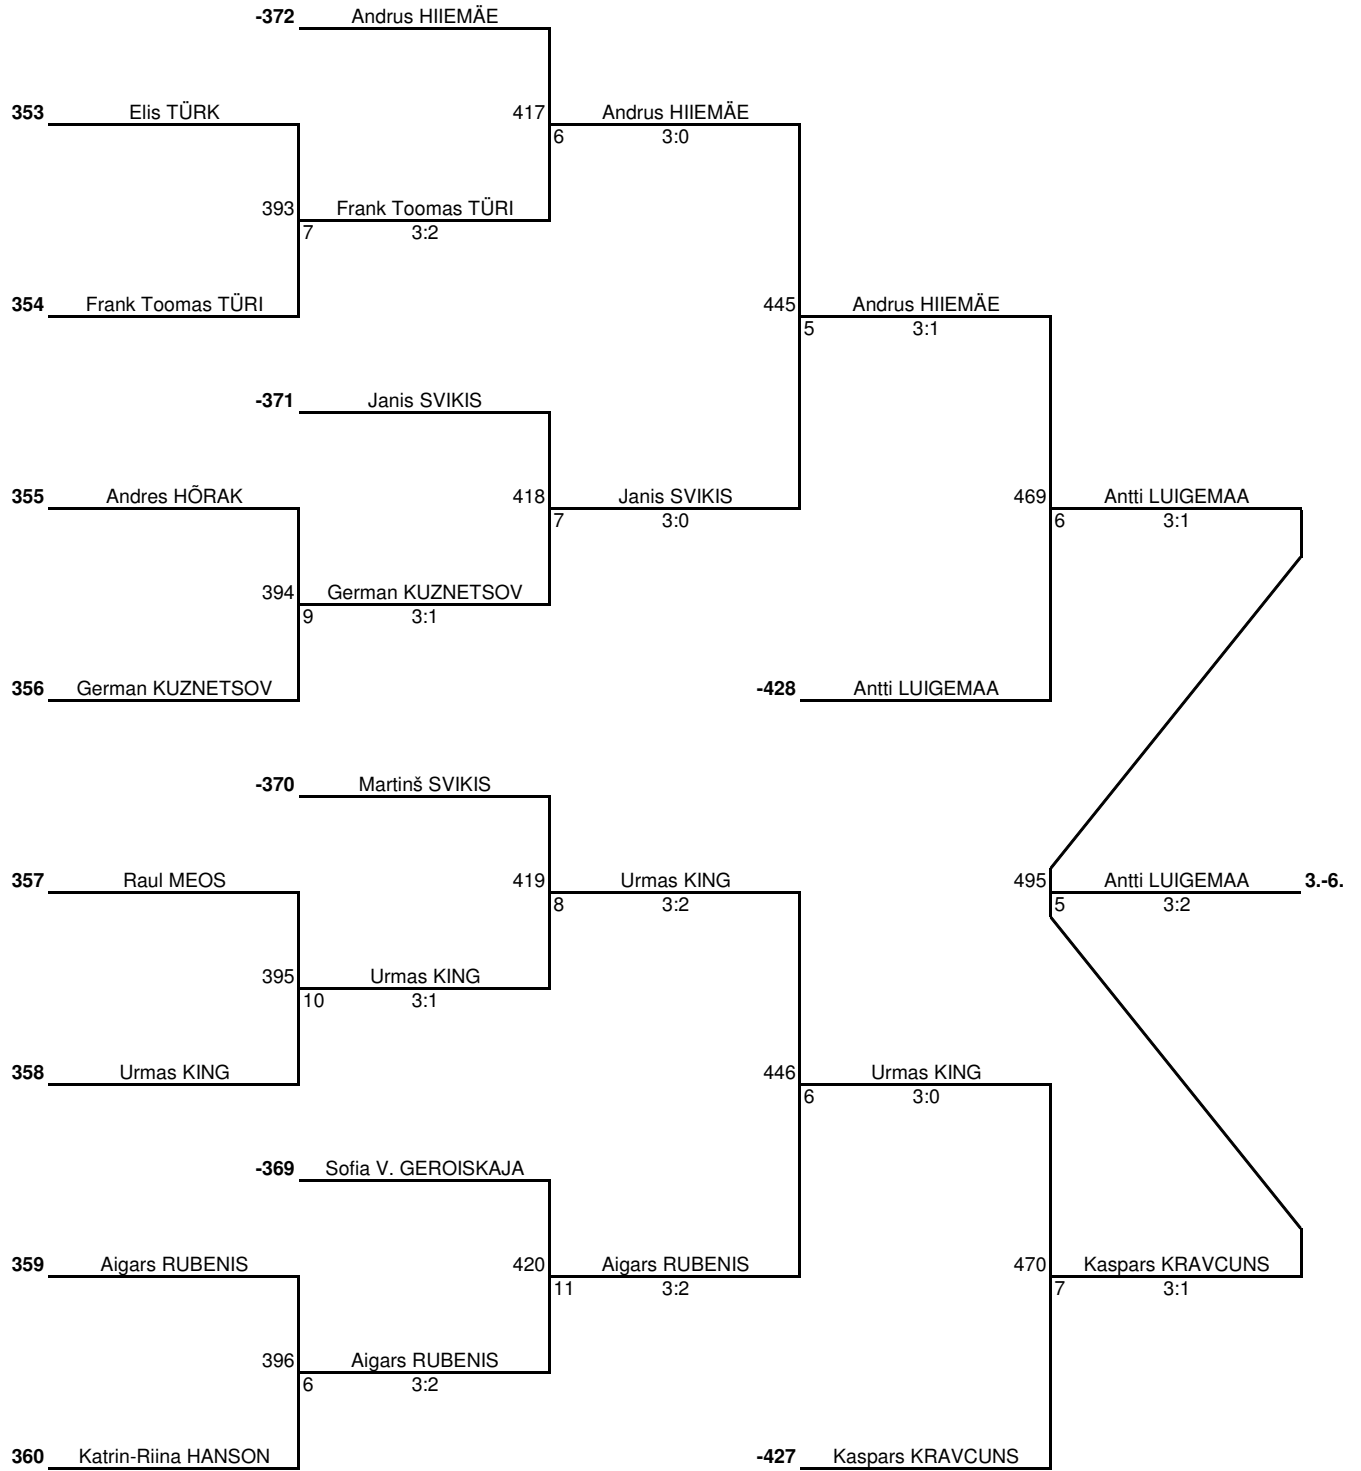 -372 Andrus HIIEMÄE
353 Elis TÜRK 417 Andrus HIIEMÄE
6 3:0
393 Frank Toomas TÜRI
7 3:2
354 Frank Toomas TÜRI 445 Andrus HIIEMÄE
5 3:1
-371 Janis SVIKIS
355 Andres HÕRAK 418 Janis SVIKIS 469 Antti LUIGEMAA
7 3:0 6 3:1
394 German KUZNETSOV
9 3:1
356 German KUZNETSOV -428 Antti LUIGEMAA
-370 Martinš SVIKIS
357 Raul MEOS 419 Urmas KING 495 Antti LUIGEMAA 3.-6.
8 3:2 5 3:2
395 Urmas KING
10 3:1
358 Urmas KING 446 Urmas KING
6 3:0
-369 Sofia V. GEROISKAJA
359 Aigars RUBENIS 420 Aigars RUBENIS 470 Kaspars KRAVCUNS
11 3:2 7 3:1
396 Aigars RUBENIS
6 3:2
360 Katrin-Riina HANSON -427 Kaspars KRAVCUNS